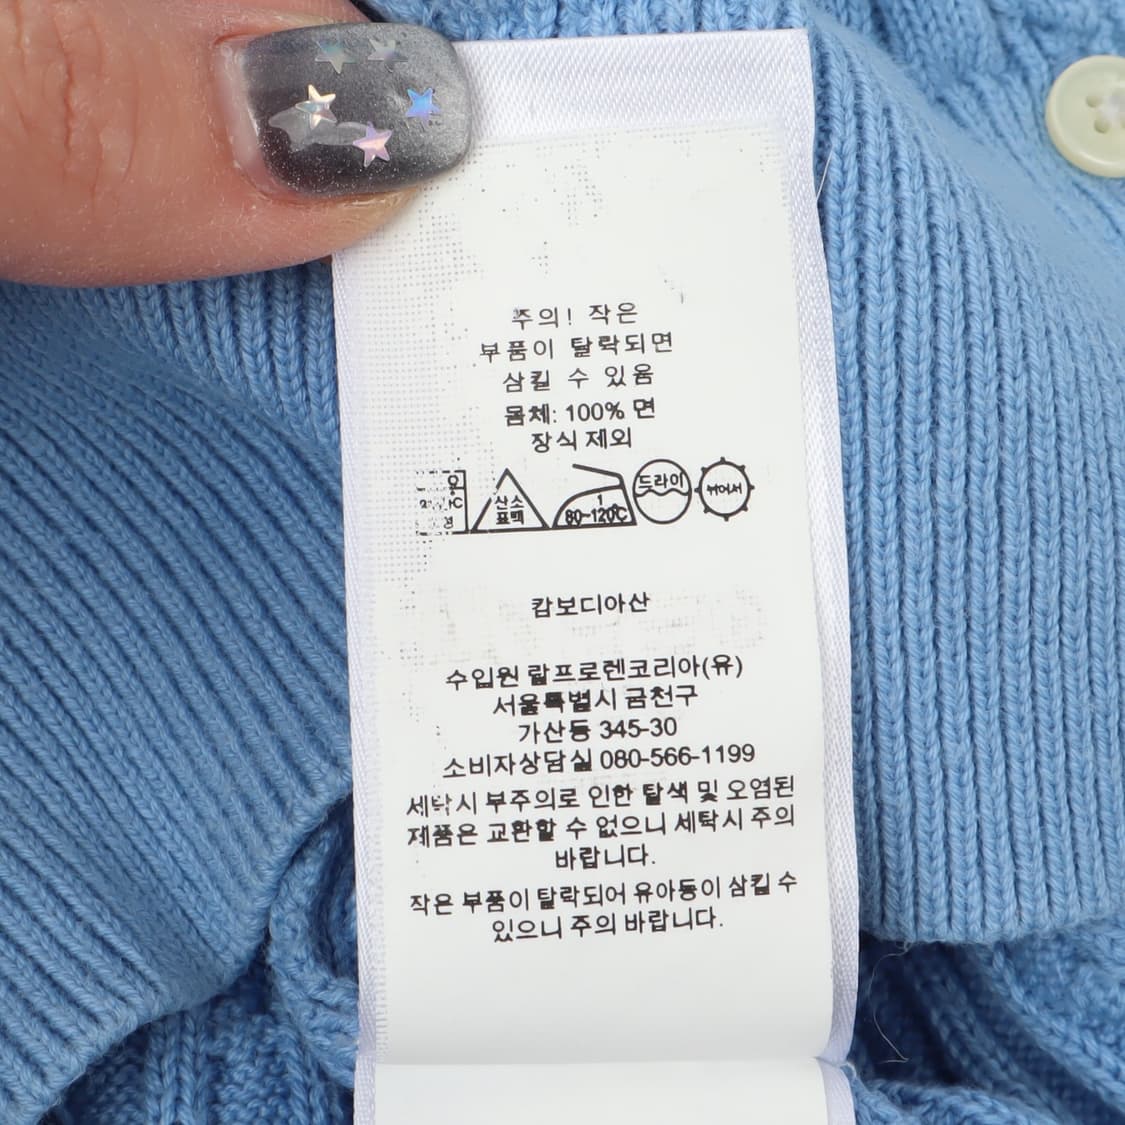 주의! 작은
부품이 탈락되면
삼킬 수 있움
몸체: 100% 면
장식 제외
산소 드라이 뉘어서
표백 1
80~120℃
캄보디아산
수입원 랄프로렌코리아(유)
서울특별시 금천구
가산동 345-30
소비자상담실 080-566-1199
세탁시 부주의로 인한 탈색 및 오염된
제품은 교환할 수 없으니 세탁시 주의
바랍니다.
작은 부품이 탈락되어 유아동이 삼킬 수
있으니 주의 바랍니다.